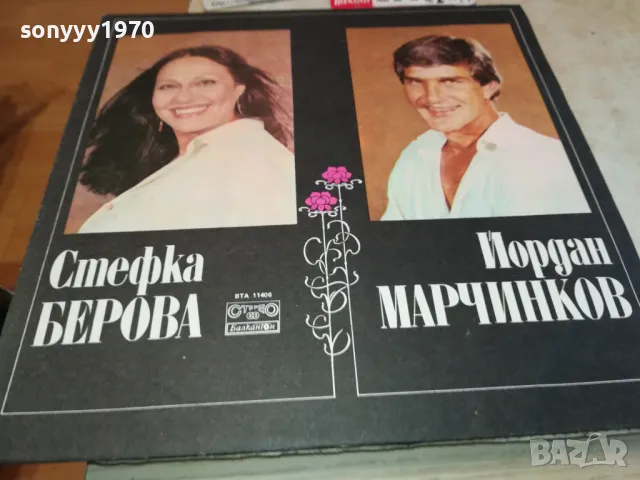 sonyyy1970
Стефка
БЕРОВА
ВТА 11406
СТЕРЕО
Балкантон
Йордан
МАРЧИНКОВ
BAZAR